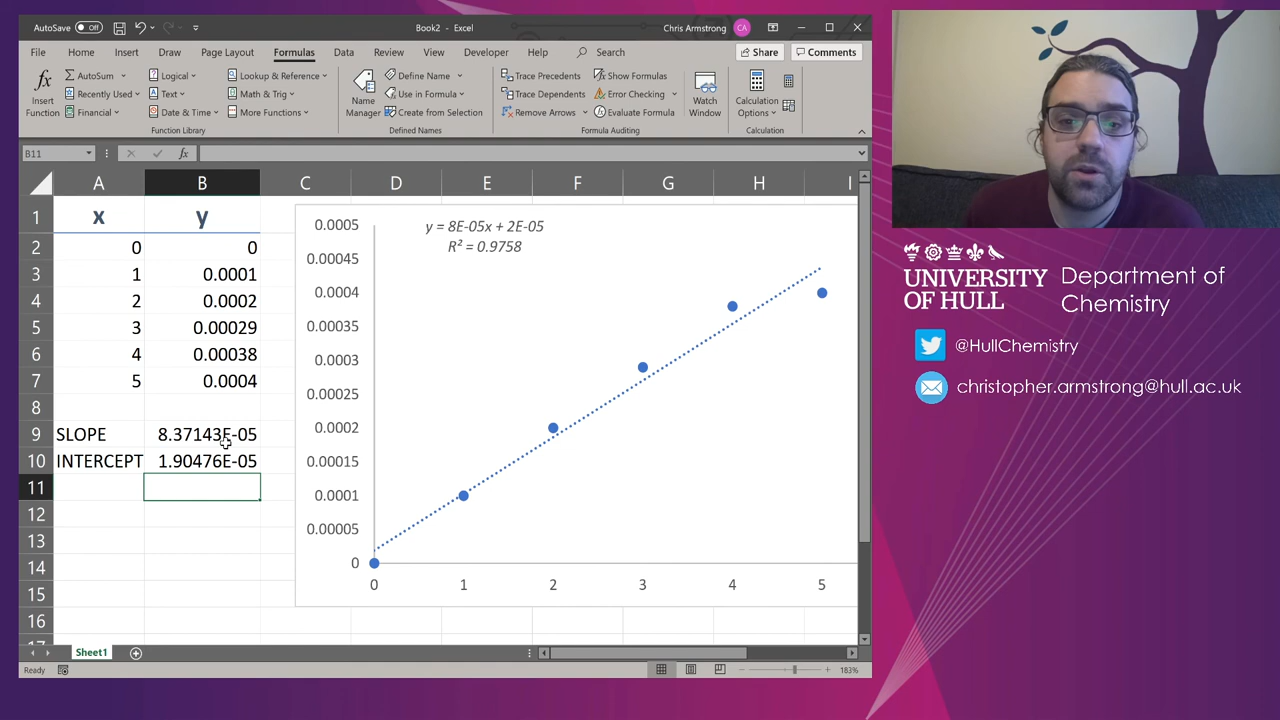 AutoSave Off Book2 - Excel Chris Armstrong CA
File Home Insert Draw Page Layout Formulas Data Review View Developer Help Search Share Comments
AutoSum Logical Lookup & Reference Define Name Trace Precedents Show Formulas
Recently Used Text Math & Trig Use in Formula Trace Dependents Error Checking
Financial Date & Time More Functions Create from Selection Remove Arrows Evaluate Formula
fx Insert Function Name Manager Watch Window Calculation Options
Function Library Defined Names Formula Auditing Calculation
B11 fx
A B C D E F G H I
1 x y
2 0 0
3 1 0.0001
4 2 0.0002
5 3 0.00029
6 4 0.00038
7 5 0.0004
8
9 SLOPE 8.37143E-05
10 INTERCEPT 1.90476E-05
11
12
13
14
15
16
17
y = 8E-05x + 2E-05
R² = 0.9758
0.0005
0.00045
0.0004
0.00035
0.0003
0.00025
0.0002
0.00015
0.0001
0.00005
0
0 1 2 3 4 5
Sheet1
Ready 183%
UNIVERSITY
OF HULL
Department of
Chemistry
@HullChemistry
christopher.armstrong@hull.ac.uk